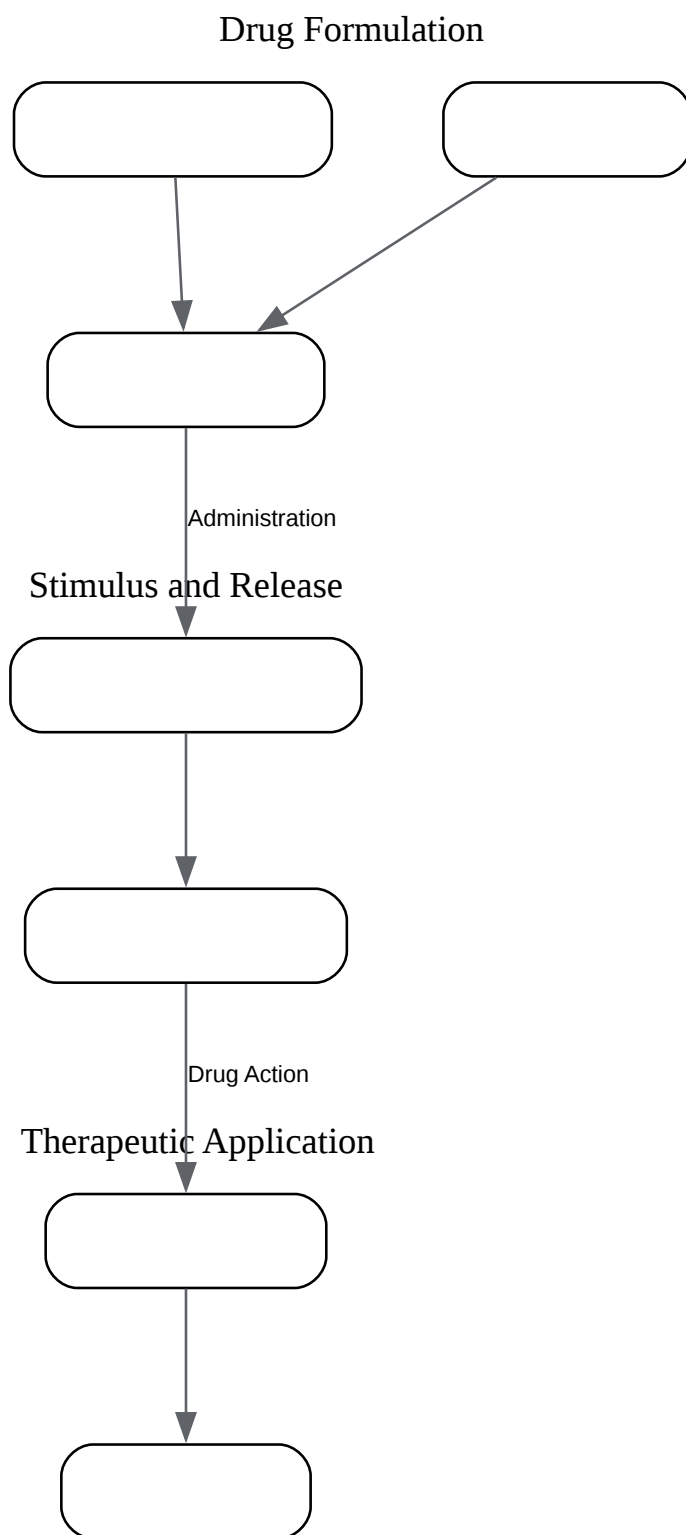 Drug Formulation
Administration
Stimulus and Release
Drug Action
Therapeutic Application